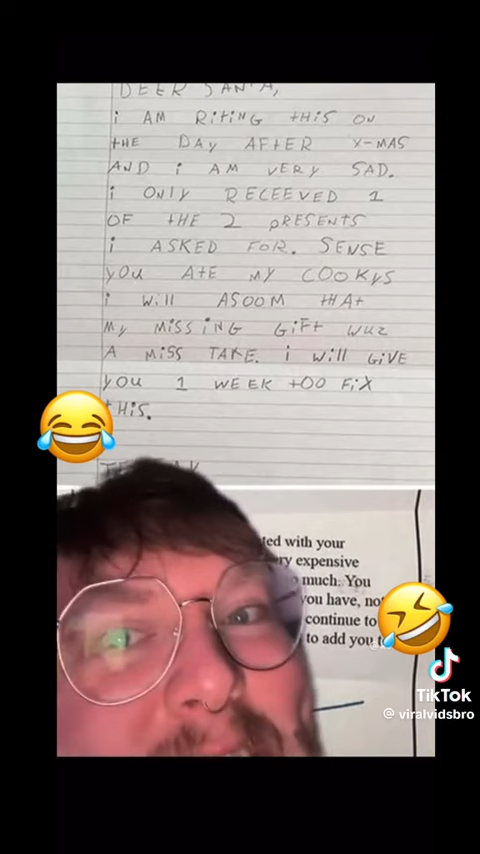 DEER SANTA,
i AM RiTiNG tHiS ON
tHE DAY AFtER X-MAS
AND i AM VERY SAD.
i ONLY RECEEVED 1
OF tHE 2 PRESENTS
i ASKED FOR. SENSE
YOU AtE MY COOKYS
i Will ASOOM tHAt
MY MiSSiNG GiFt WUZ
A MiSS TAKE. i Will GiVE
YOU 1 WEEK tOO FiX
tHiS.
ted with your
ry expensive
much. You
you have, no
continue to
to add you
TikTok
@ viralvidsbro